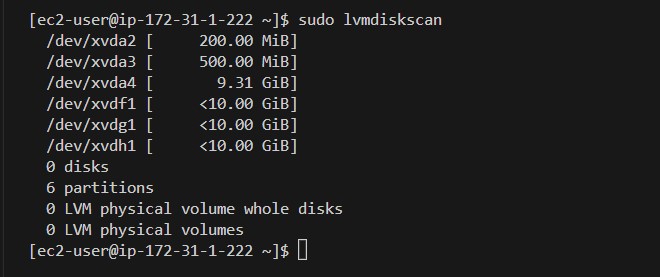 [ec2-user@ip-172-31-1-222 ~]$ sudo lvmdiskscan
  /dev/xvda2 [     200.00 MiB]
  /dev/xvda3 [     500.00 MiB]
  /dev/xvda4 [       9.31 GiB]
  /dev/xvdf1 [     <10.00 GiB]
  /dev/xvdg1 [     <10.00 GiB]
  /dev/xvdh1 [     <10.00 GiB]
  0 disks
  6 partitions
  0 LVM physical volume whole disks
  0 LVM physical volumes
[ec2-user@ip-172-31-1-222 ~]$